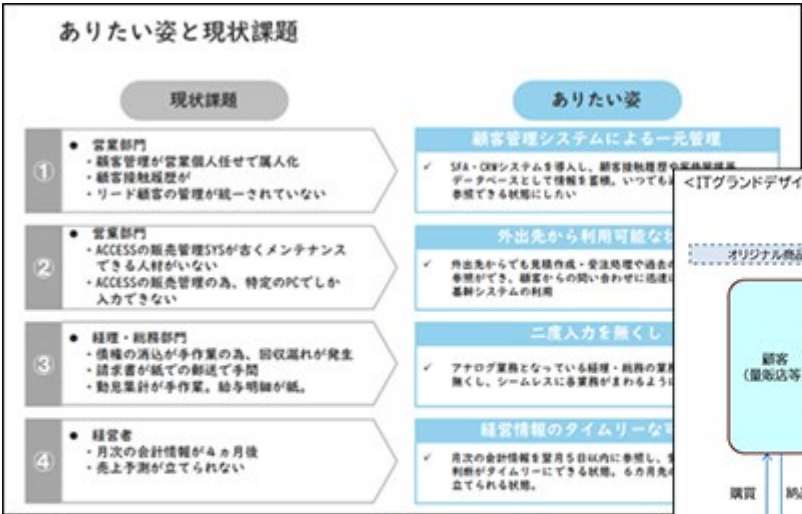 ありたい姿と現状課題
現状課題
ありたい姿
①
● 営業部門
・顧客管理が営業個人任せで属人化
・顧客接触履歴が
・リード顧客の管理が統一されていない
顧客管理システムによる一元管理
✓ SFA・CRMシステムを導入し、顧客接触履歴や
データベースとして情報を蓄積。いつでも
参照できる状態にしたい
②
● 営業部門
・ACCESSの販売管理SYSが古くメンテナンス
できる人材がいない
・ACCESSの販売管理の為、特定のPCでしか
入力できない
外出先から利用可能な
✓ 外出先からでも見積作成・受注処理や過去の
参照ができ、顧客からの問い合わせに迅速に
基幹システムの利用
③
● 経理・総務部門
・債権の消込が手作業の為、回収漏れが発生
・請求書が紙での郵送で手間
・勤怠集計が手作業。給与明細が紙。
二度入力を無くし
✓ アナログ業務となっている経理・総務の業務
無くし、シームレスに各業務がまわるように
④
● 経営者
・月次の会計情報が4ヵ月後
・売上予測が立てられない
経営情報のタイムリーな
✓ 月次の会計情報を翌月5日以内に参照し、
判断がタイムリーにできる状態。6カ月先の
立てられる状態。
<ITグランドデザイ
オリジナル商品
顧客
(量販店等
購買
納